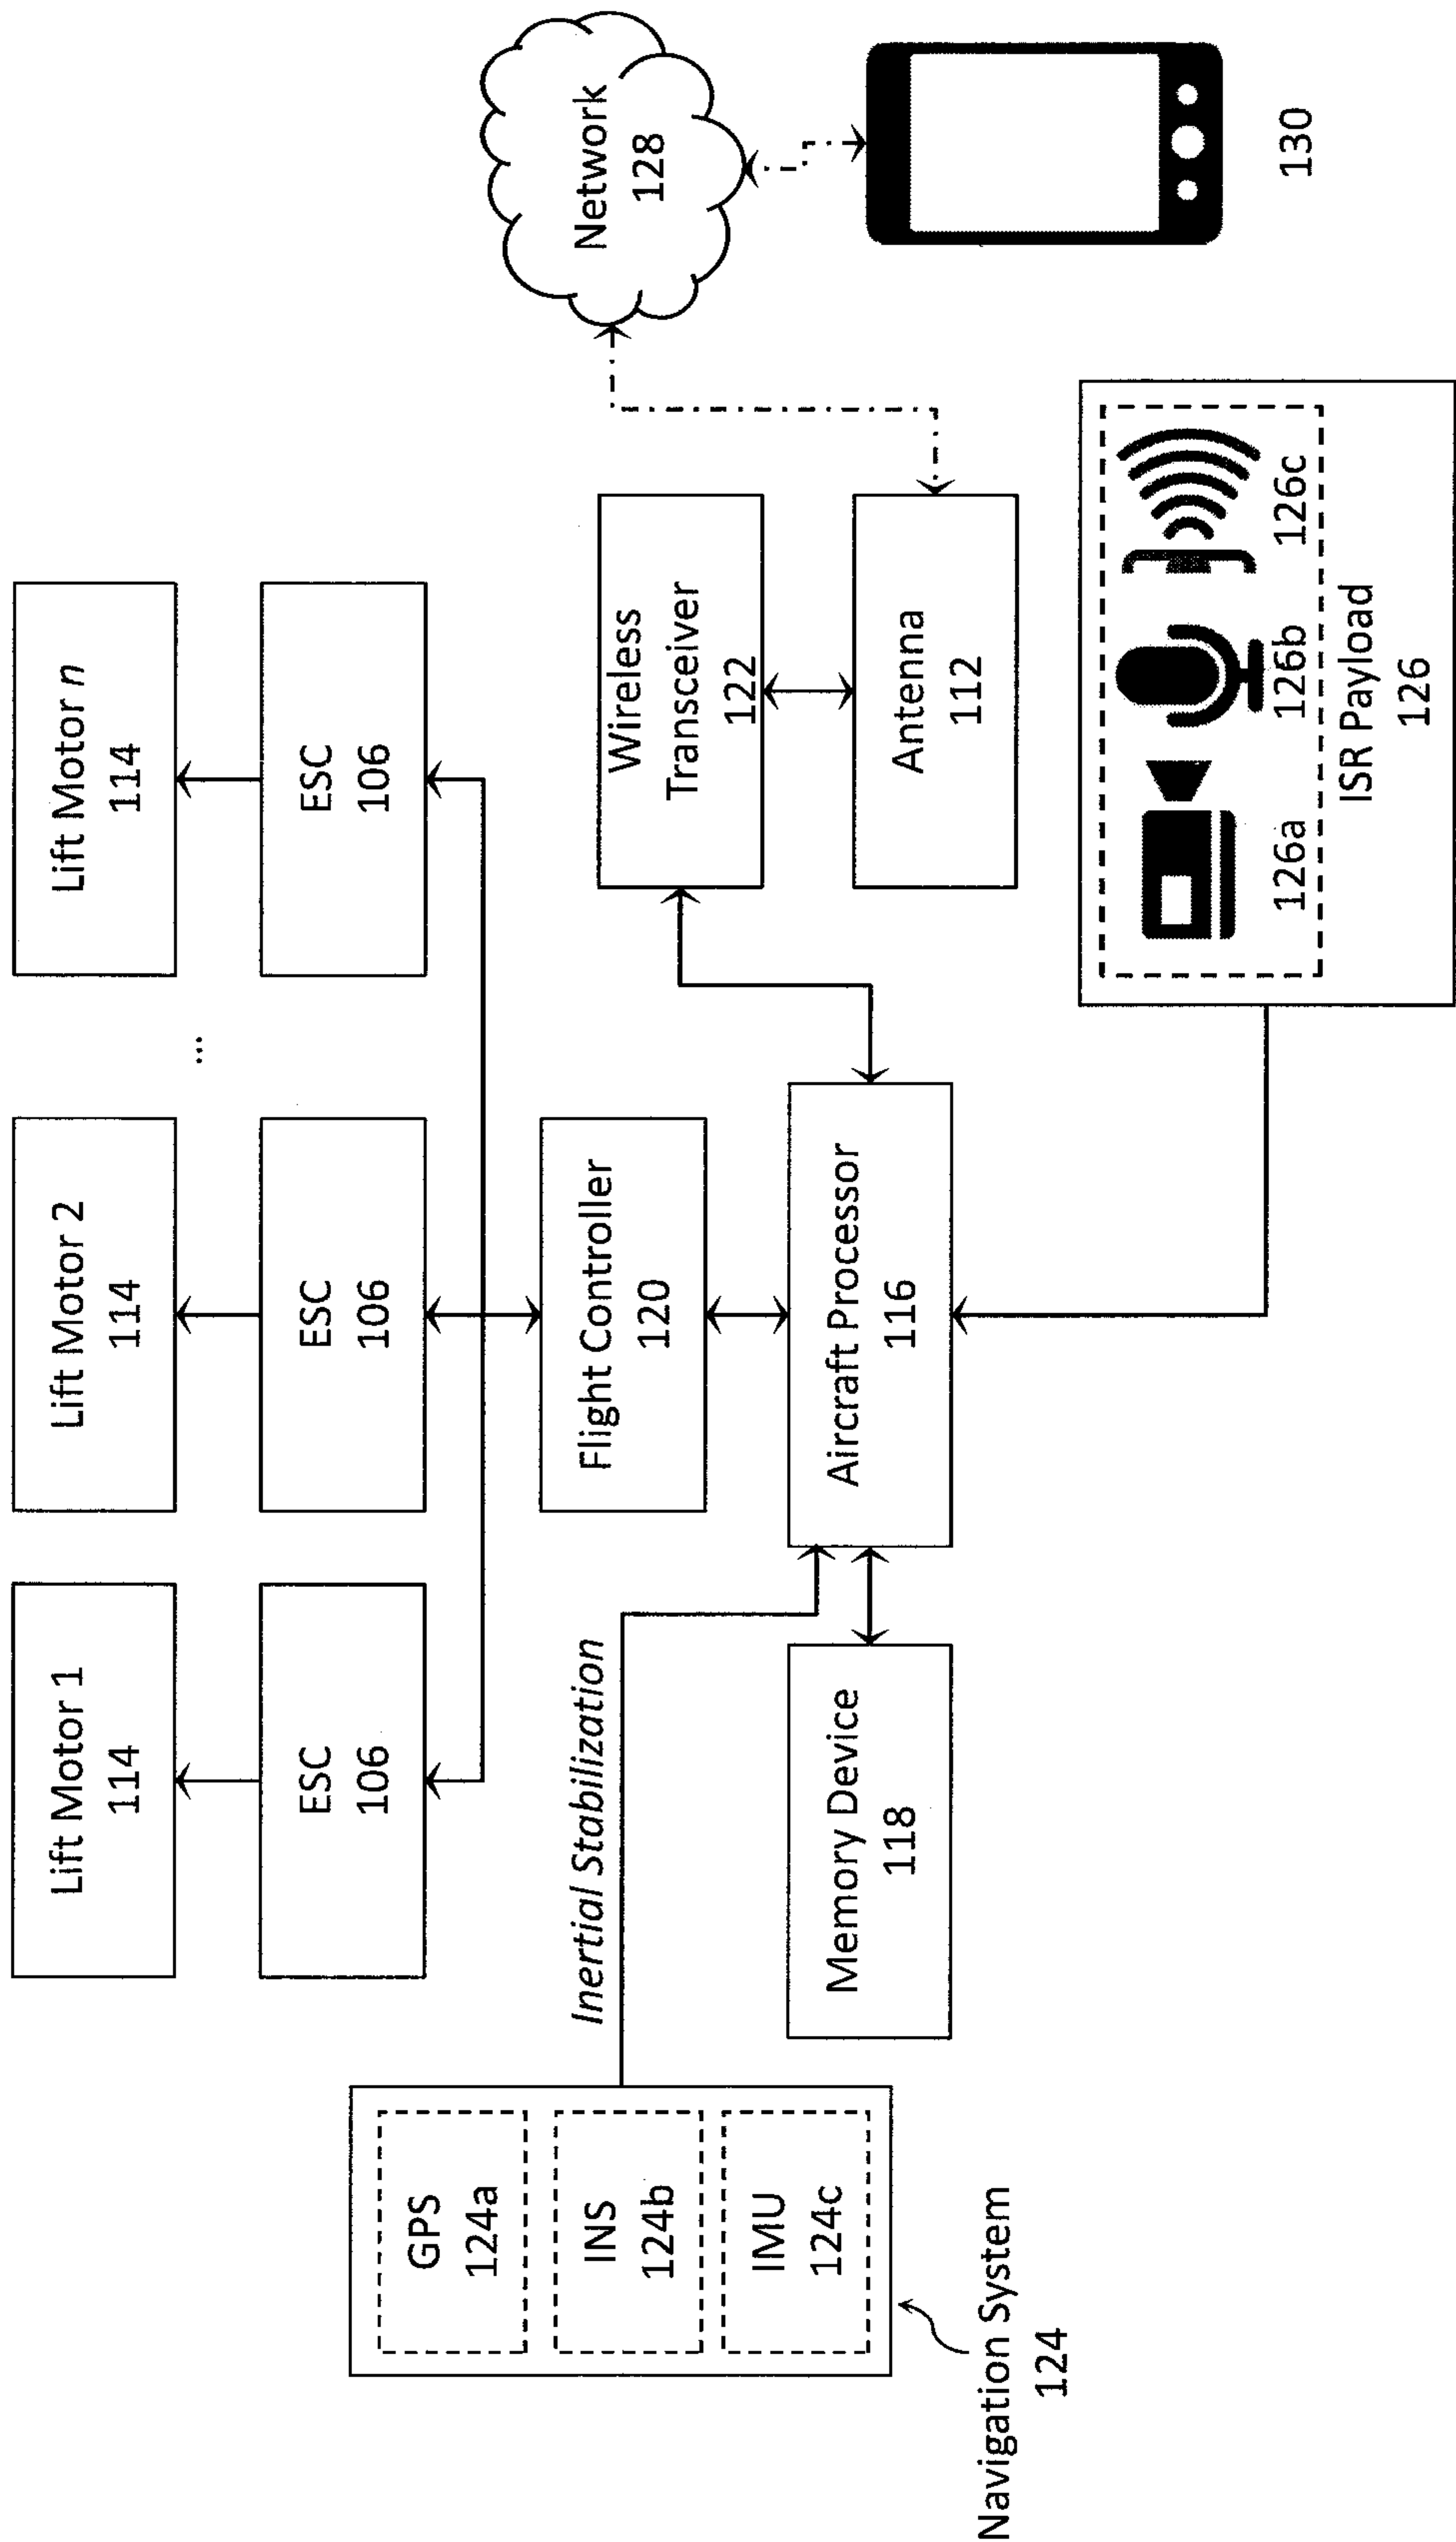 Lift Motor 1
114
Lift Motor 2
114
...
Lift Motor n
114
ESC
106
ESC
106
ESC
106
Inertial Stabilization
Flight Controller
120
Wireless
Transceiver
122
Network
128
GPS
124a
INS
124b
IMU
124c
Navigation System
124
Memory Device
118
Aircraft Processor
116
Antenna
112
126a
126b
126c
ISR Payload
126
130